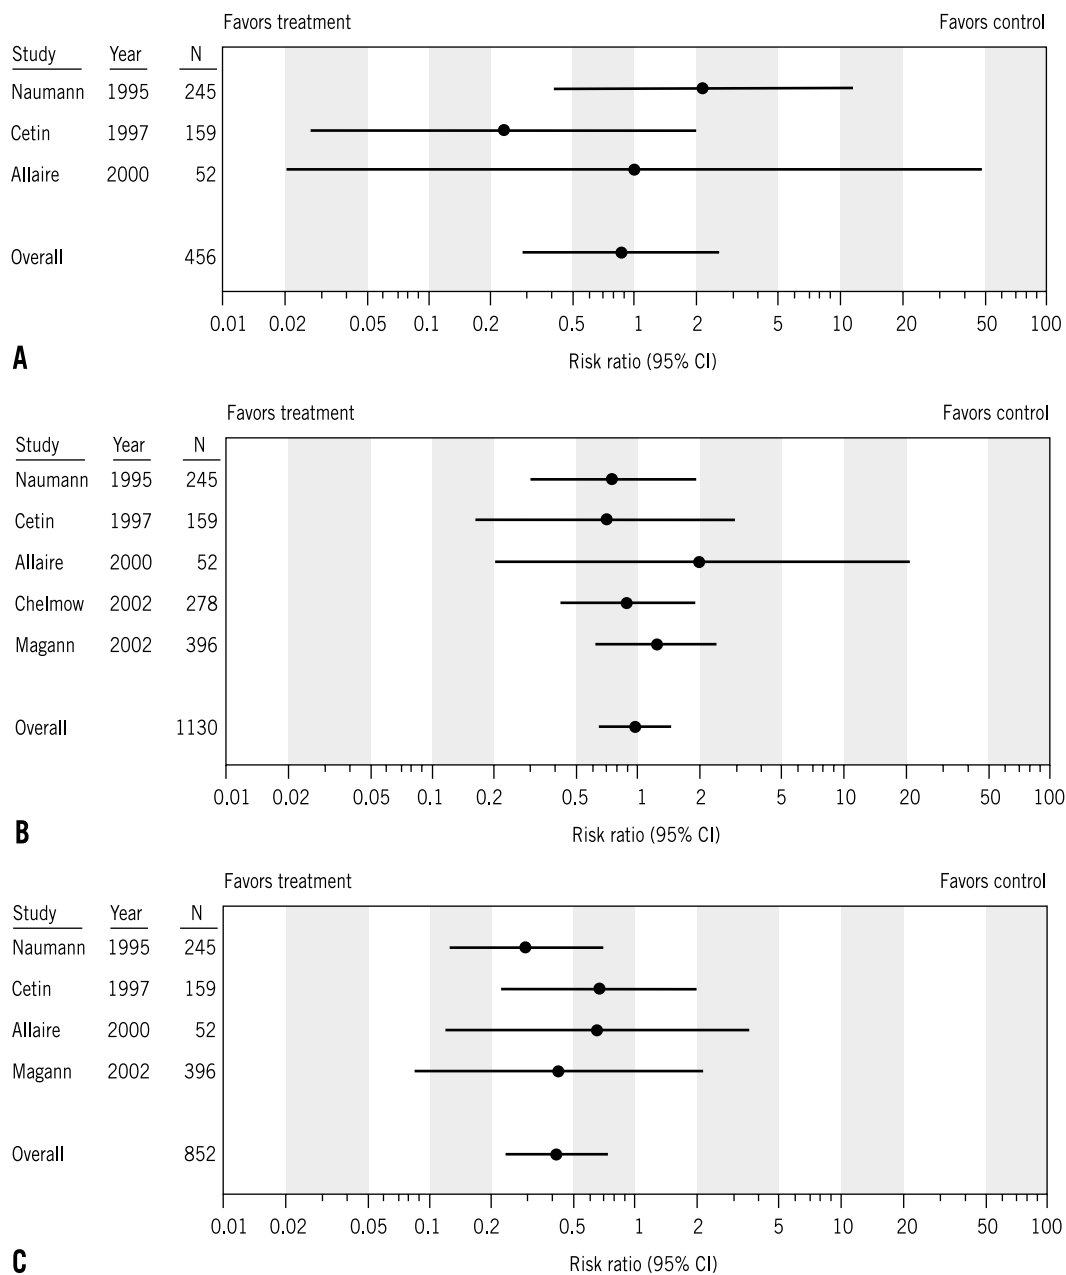 Favors treatment Favors control
Study Year N
Naumann 1995 245
Cetin 1997 159
Allaire 2000 52
Overall 456
0.01 0.02 0.05 0.1 0.2 0.5 1 2 5 10 20 50 100
Risk ratio (95% CI)
A
Favors treatment Favors control
Study Year N
Naumann 1995 245
Cetin 1997 159
Allaire 2000 52
Chelmow 2002 278
Magann 2002 396
Overall 1130
0.01 0.02 0.05 0.1 0.2 0.5 1 2 5 10 20 50 100
Risk ratio (95% CI)
B
Favors treatment Favors control
Study Year N
Naumann 1995 245
Cetin 1997 159
Allaire 2000 52
Magann 2002 396
Overall 852
0.01 0.02 0.05 0.1 0.2 0.5 1 2 5 10 20 50 100
Risk ratio (95% CI)
C